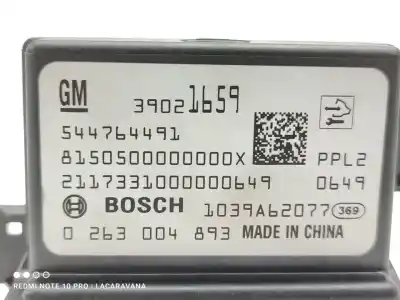 GM 39021659
544764491
8150500000000X PPL2
2117331000000649 0649
BOSCH 1039A62077 369
0 263 004 893 MADE IN CHINA
REDMI NOTE 10 PRO | LACARAVANA